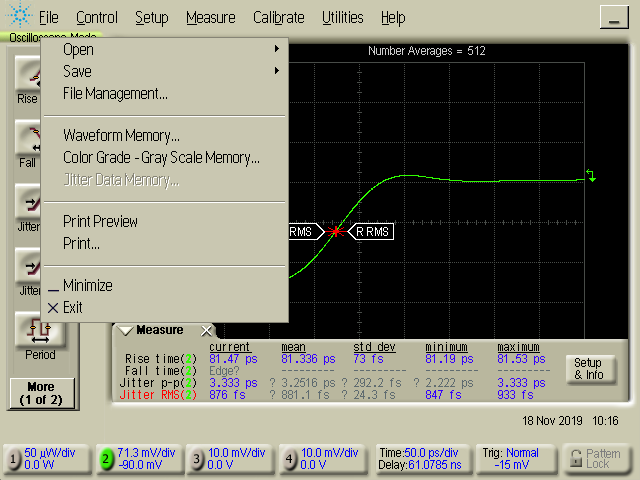 File Control Setup Measure Calibrate Utilities Help
Number Averages = 512
Open
Save
File Management...
Waveform Memory...
Color Grade - Gray Scale Memory...
Jitter Data Memory...
Print Preview
Print...
Minimize
Exit
Rise
Fall
Jitter
Jitter
Period
More
(1 of 2)
RMS R RMS
Measure
current mean std dev minimum maximum
Rise time(2) 81.47 ps 81.336 ps 73 fs 81.19 ps 81.53 ps
Fall time(2) Edge? -------- -------- -------- --------
Jitter p-p(2) 3.333 ps ? 3.2516 ps ? 292.2 fs ? 2.222 ps 3.333 ps
Jitter RMS(2) 876 fs ? 881.1 fs ? 24.3 fs 847 fs 933 fs
Setup
& Info
18 Nov 2019 10:16
1 50 µW/div
0.0 W
2 71.3 mV/div
-90.0 mV
3 10.0 mV/div
0.0 V
4 10.0 mV/div
0.0 V
Time:50.0 ps/div
Delay:61.0785 ns
Trig: Normal
-15 mV
Pattern
Lock